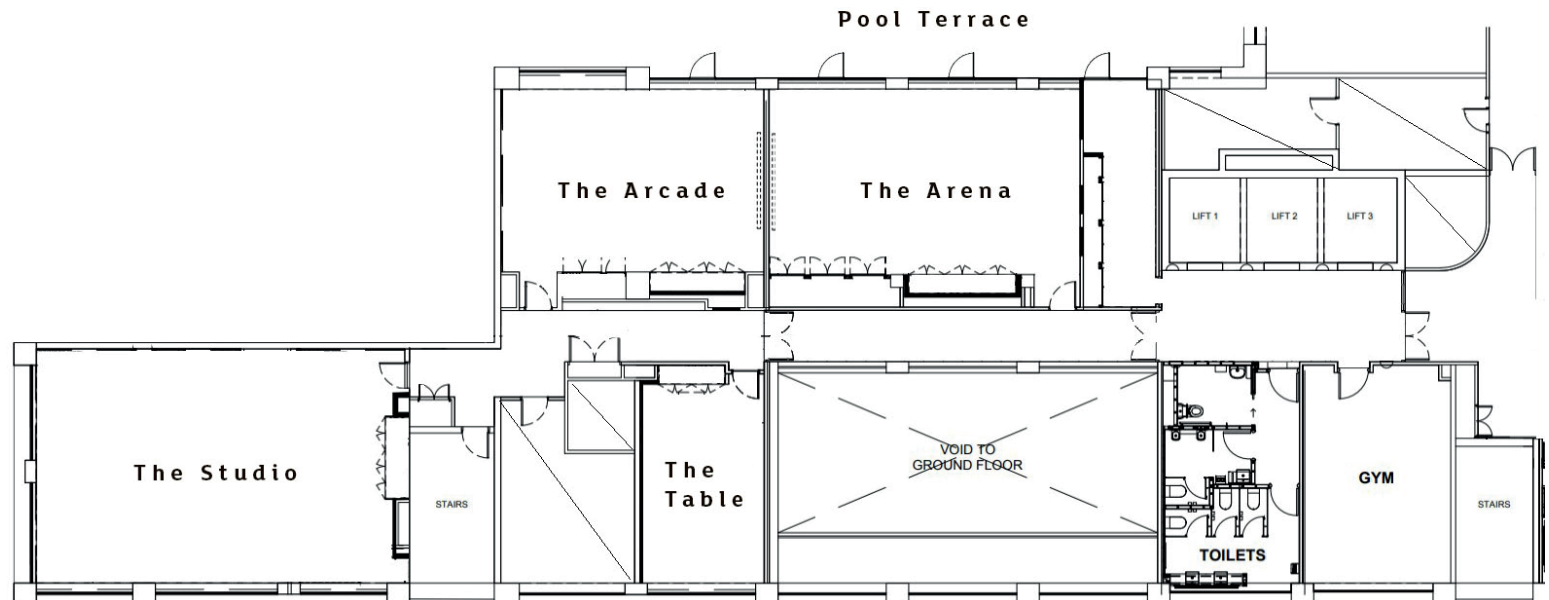 Pool Terrace
The Arcade
The Arena
LIFT 1
LIFT 2
LIFT 3
The Studio
STAIRS
The
Table
VOID TO
GROUND FLOOR
TOILETS
GYM
STAIRS